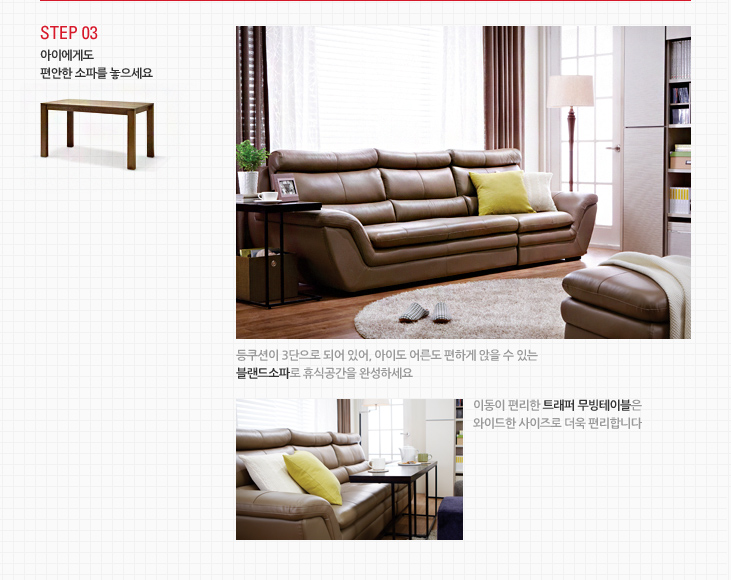 STEP 03
아이에게도
편안한 소파를 놓으세요
등쿠션이 3단으로 되어 있어, 아이도 어른도 편하게 앉을 수 있는
블랜드소파로 휴식공간을 완성하세요
이동이 편리한 트래퍼 무빙테이블은
와이드한 사이즈로 더욱 편리합니다